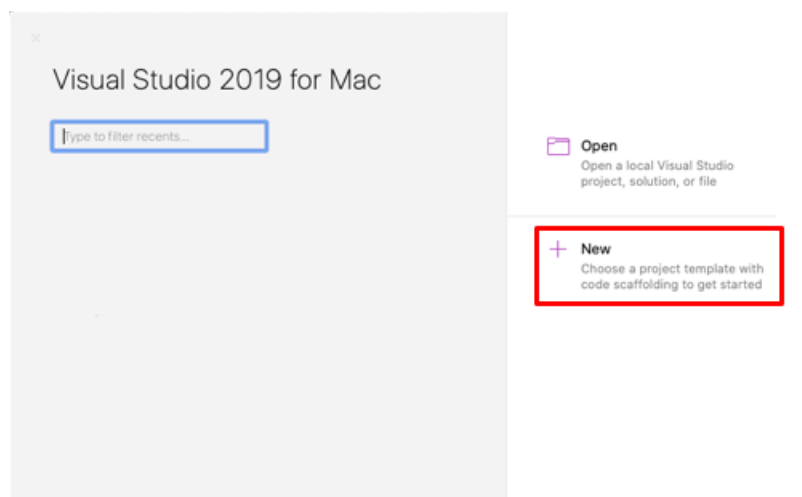 Visual Studio 2019 for Mac
Type to filter recents...
Open
Open a local Visual Studio
project, solution, or file
New
Choose a project template with
code scaffolding to get started